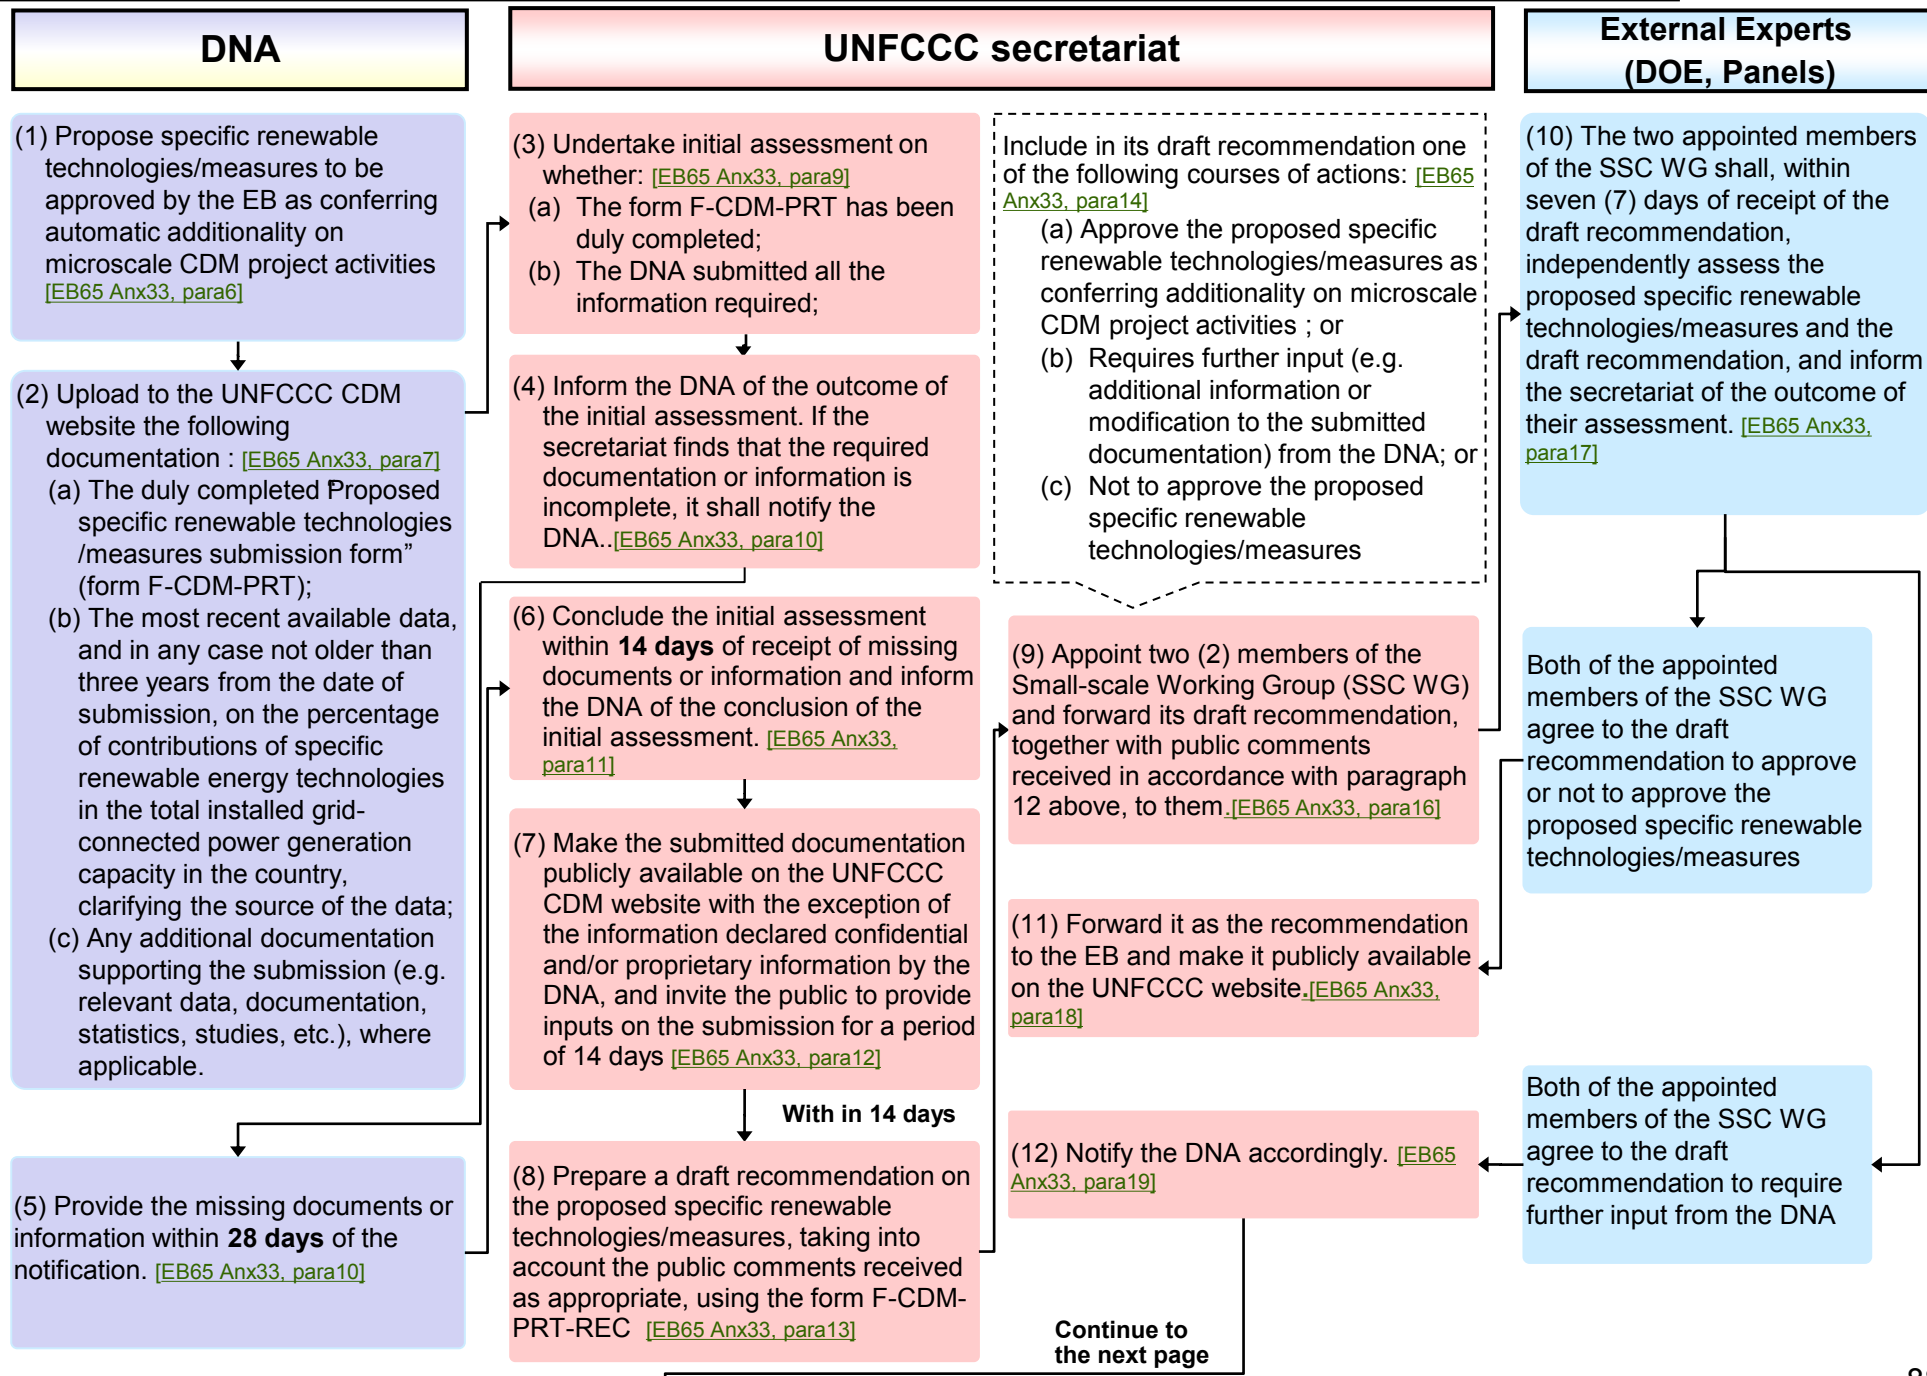 DNA
UNFCCC secretariat
External Experts
(DOE, Panels)
(1) Propose specific renewable
technologies/measures to be
approved by the EB as conferring
automatic additionality on
microscale CDM project activities
[EB65 Anx33, para6]
(2) Upload to the UNFCCC CDM
website the following
documentation : [EB65 Anx33, para7]
(a) The duly completed “Proposed
specific renewable technologies
/measures submission form”
(form F-CDM-PRT);
(b) The most recent available data,
and in any case not older than
three years from the date of
submission, on the percentage
of contributions of specific
renewable energy technologies
in the total installed grid-
connected power generation
capacity in the country,
clarifying the source of the data;
(c) Any additional documentation
supporting the submission (e.g.
relevant data, documentation,
statistics, studies, etc.), where
applicable.
(5) Provide the missing documents or
information within 28 days of the
notification. [EB65 Anx33, para10]
(3) Undertake initial assessment on
whether: [EB65 Anx33, para9]
(a) The form F-CDM-PRT has been
duly completed;
(b) The DNA submitted all the
information required;
(4) Inform the DNA of the outcome of
the initial assessment. If the
secretariat finds that the required
documentation or information is
incomplete, it shall notify the
DNA..[EB65 Anx33, para10]
(6) Conclude the initial assessment
within 14 days of receipt of missing
documents or information and inform
the DNA of the conclusion of the
initial assessment. [EB65 Anx33,
para11]
(7) Make the submitted documentation
publicly available on the UNFCCC
CDM website with the exception of
the information declared confidential
and/or proprietary information by the
DNA, and invite the public to provide
inputs on the submission for a period
of 14 days [EB65 Anx33, para12]
With in 14 days
(8) Prepare a draft recommendation on
the proposed specific renewable
technologies/measures, taking into
account the public comments received
as appropriate, using the form F-CDM-
PRT-REC [EB65 Anx33, para13]
Include in its draft recommendation one
of the following courses of actions: [EB65
Anx33, para14]
(a) Approve the proposed specific
renewable technologies/measures as
conferring additionality on microscale
CDM project activities ; or
(b) Requires further input (e.g.
additional information or
modification to the submitted
documentation) from the DNA; or
(c) Not to approve the proposed
specific renewable
technologies/measures
(9) Appoint two (2) members of the
Small-scale Working Group (SSC WG)
and forward its draft recommendation,
together with public comments
received in accordance with paragraph
12 above, to them.[EB65 Anx33, para16]
(11) Forward it as the recommendation
to the EB and make it publicly available
on the UNFCCC website.[EB65 Anx33,
para18]
(12) Notify the DNA accordingly. [EB65
Anx33, para19]
Continue to
the next page
(10) The two appointed members
of the SSC WG shall, within
seven (7) days of receipt of the
draft recommendation,
independently assess the
proposed specific renewable
technologies/measures and the
draft recommendation, and inform
the secretariat of the outcome of
their assessment. [EB65 Anx33,
para17]
Both of the appointed
members of the SSC WG
agree to the draft
recommendation to approve
or not to approve the
proposed specific renewable
technologies/measures
Both of the appointed
members of the SSC WG
agree to the draft
recommendation to require
further input from the DNA